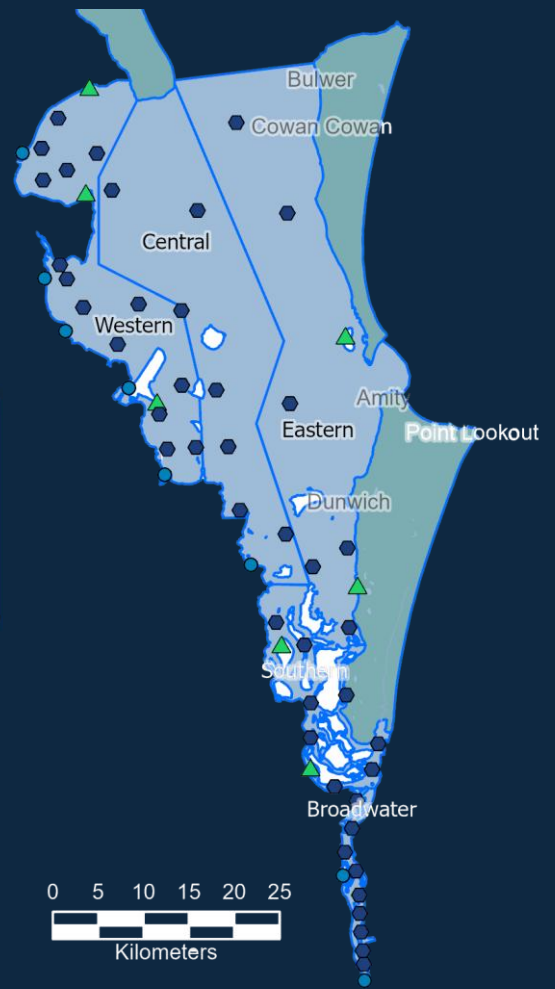 Bulwer
Cowan Cowan
Central
Western
Amity
Eastern
Point Lookout
Dunwich
Southern
Broadwater
0 5 10 15 20 25
Kilometers